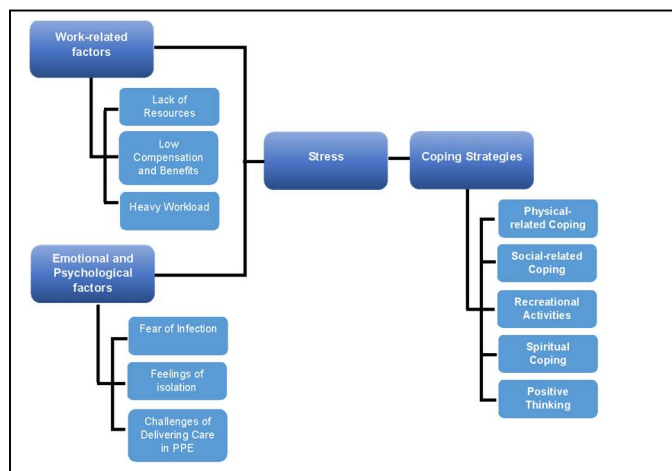 Work-related
factors
Lack of
Resources
Low
Compensation
and Benefits
Heavy Workload
Emotional and
Psychological
factors
Fear of Infection
Feelings of
isolation
Challenges of
Delivering Care
in PPE
Stress
Coping Strategies
Physical-
related Coping
Social-related
Coping
Recreational
Activities
Spiritual
Coping
Positive
Thinking